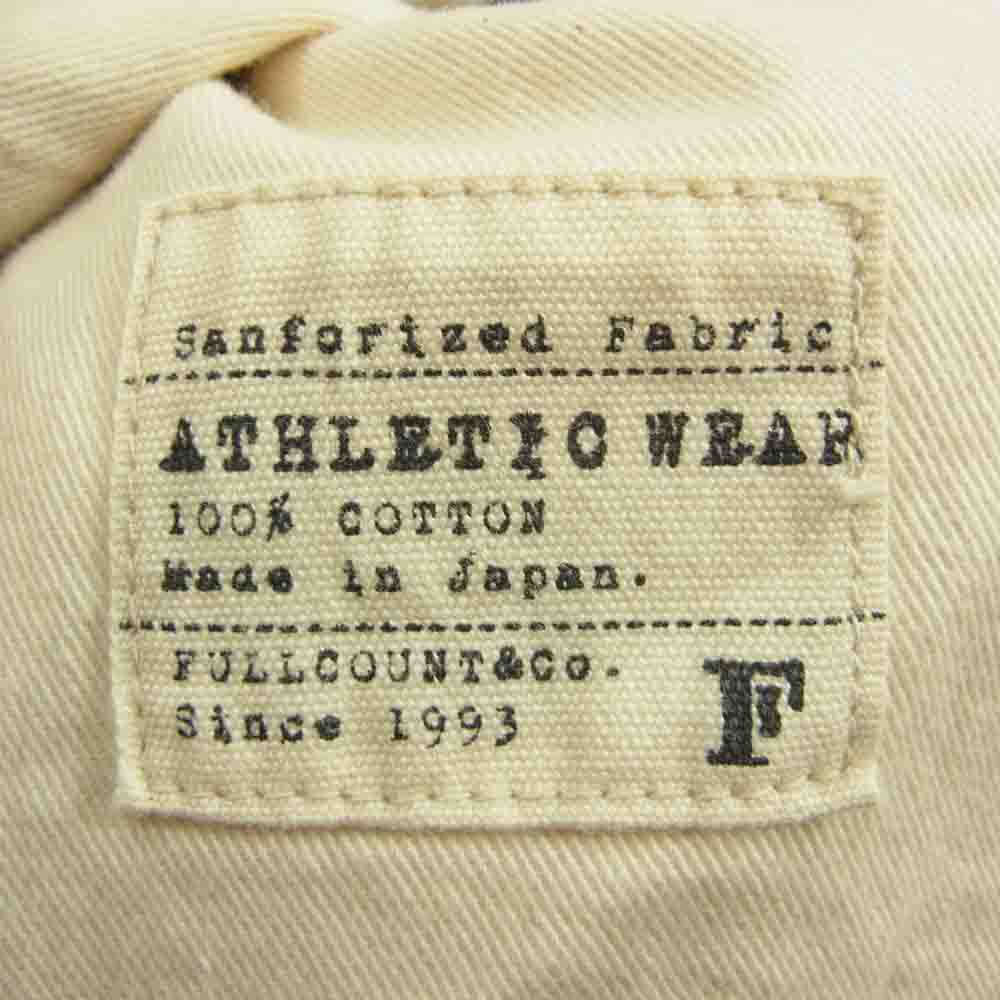 Sanforized Fabric
ATHLETIC WEAR
100% COTTON
Made in Japan.
FULLCOUNT&Co.
Since 1993
F